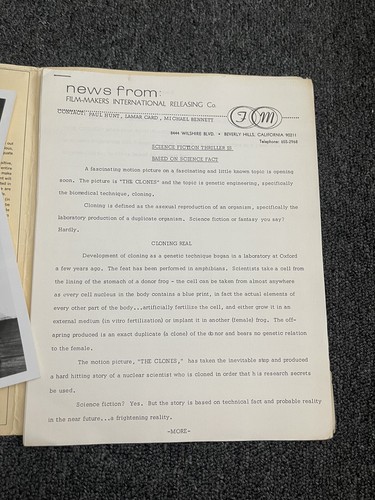 news from:
FILM-MAKERS INTERNATIONAL RELEASING Co.
CONTACT: PAUL HUNT, LAMAR CARD, MICHAEL BENNETT
FM
8444 WILSHIRE BLVD. • BEVERLY HILLS, CALIFORNIA 90211
Telephone: 653-
SCIENCE FICTION THRILLER IS
BASED ON SCIENCE FACT
A fascinating motion picture on a fascinating and little known topic is opening
soon. The picture is "THE CLONES" and the topic is genetic engineering, specifically
the biomedical technique, cloning.
Cloning is defined as the asexual reproduction of an organism, specifically the
laboratory production of a duplicate organism. Science fiction or fantasy you say?
Hardly.
CLONING REAL
Development of cloning as a genetic technique began in a laboratory at Oxford
a few years ago. The feat has been performed in amphibians. Scientists take a cell from
the lining of the stomach of a donor frog - the cell can be taken from almost anywhere
as every cell nucleus in the body contains a blue print, in fact the actual elements of
every other part of the body...artificially fertilize the cell, and either grow it in an
external medium (in vitro fertilization) or implant it in another (female) frog. The off-
spring produced is an exact duplicate (a clone) of the donor and bears no genetic relation
to the female.
The motion picture, "THE CLONES," has taken the inevitable step and produced
a hard hitting story of a nuclear scientist who is cloned in order that his research secrets
be used.
Science fiction? Yes. But the story is based on technical fact and probable reality
in the near future...a frightening reality.
-MORE-